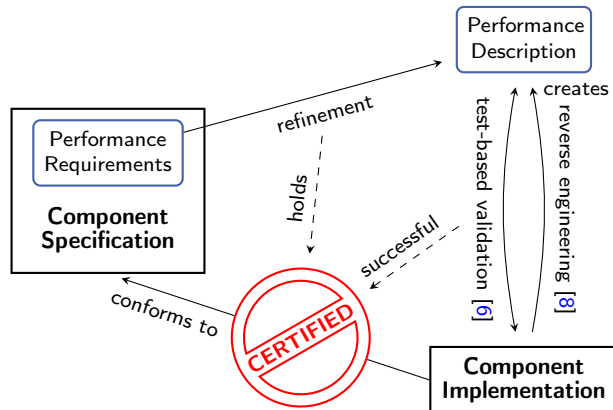 Performance
Description
creates
refinement
Performance
Requirements
Component
Specification
holds
successful
test-based validation [6]
reverse engineering [8]
conforms to
CERTIFIED
Component
Implementation